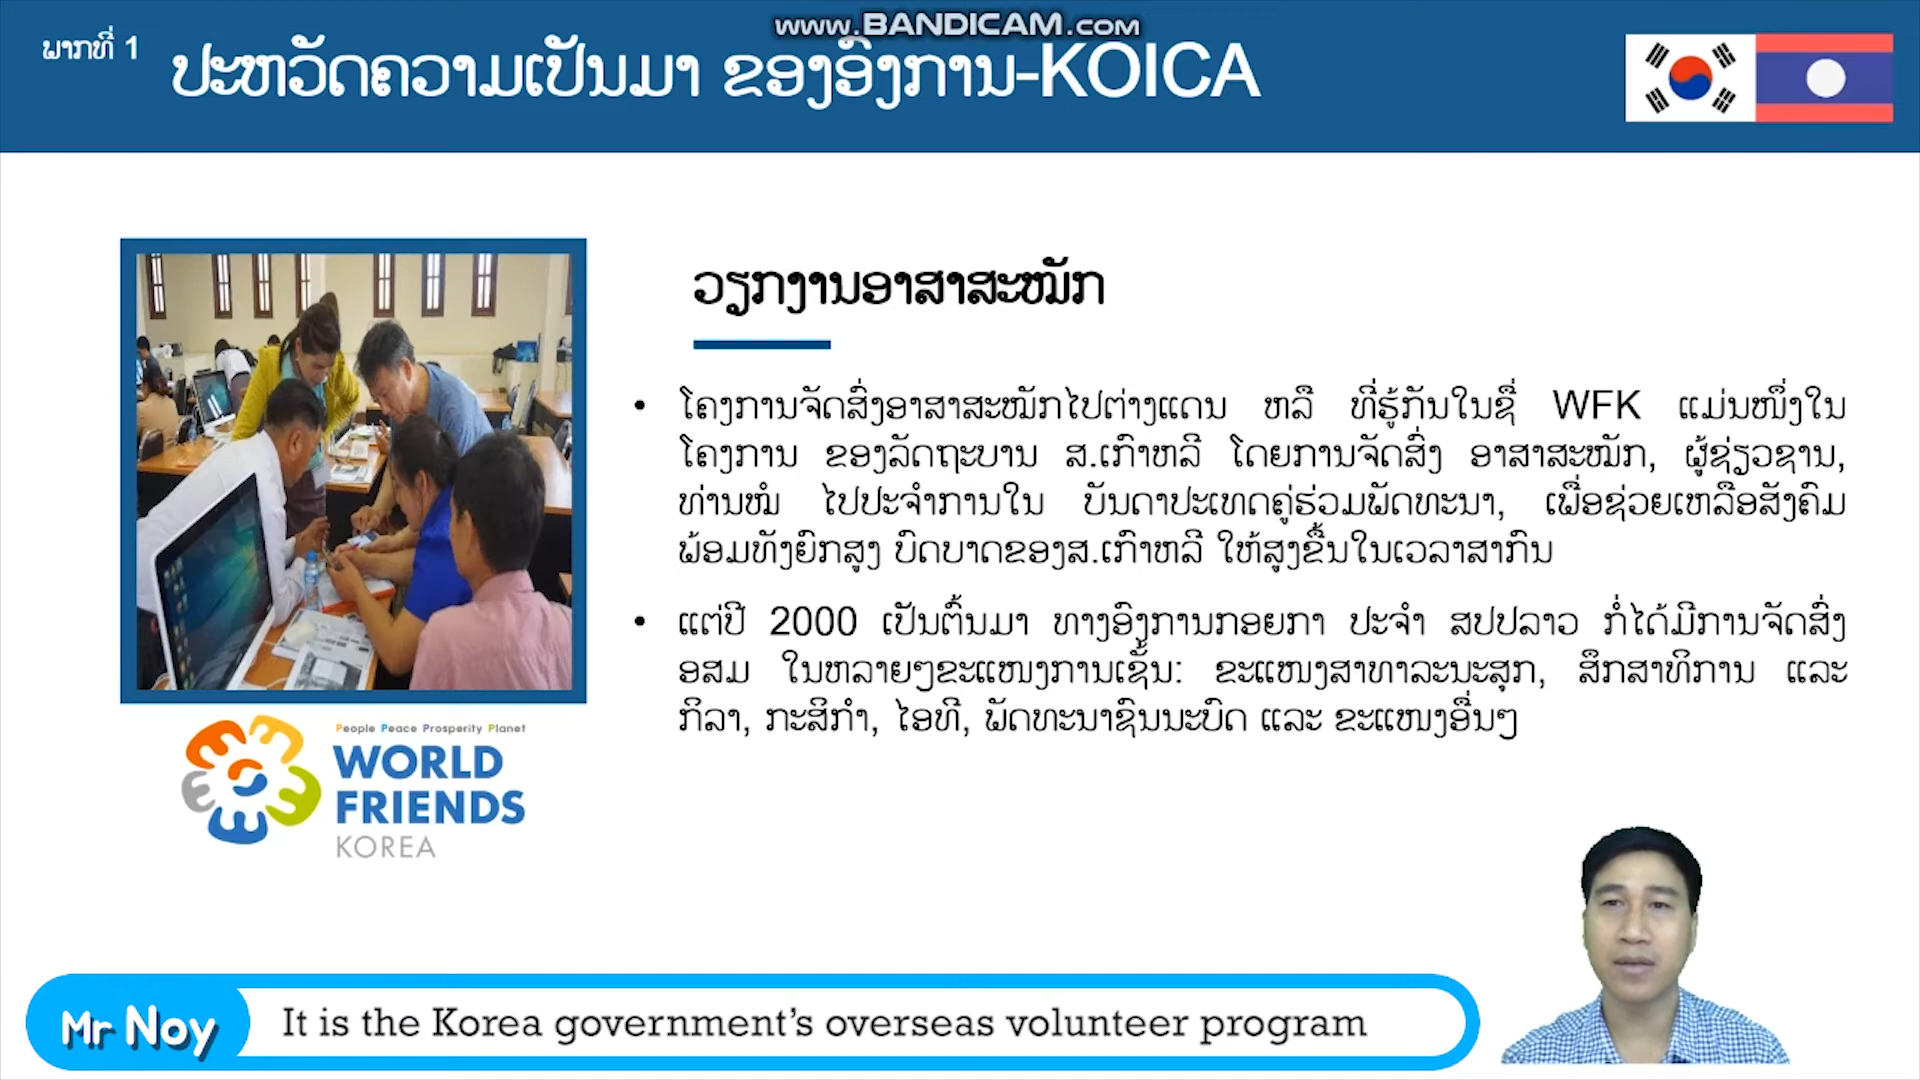 www.BANDICAM.com
ພາກທີ່ 1
ປະຫວັດຄວາມເປັນມາ ຂອງອົງການ-KOICA
ວຽກງານອາສາສະໝັກ
• ໂຄງການຈັດສົ່ງອາສາສະໝັກໄປຕ່າງແດນ ຫລື ທີ່ຮູ້ກັນໃນຊື່ WFK ແມ່ນໜຶ່ງໃນ
ໂຄງການ ຂອງລັດຖະບານ ສ.ເກົາຫລີ ໂດຍການຈັດສົ່ງ ອາສາສະໝັກ, ຜູ້ຊ່ຽວຊານ,
ທ່ານໝໍ ໄປປະຈຳການໃນ ບັນດາປະເທດຄູ່ຮ່ວມພັດທະນາ, ເພື່ອຊ່ວຍເຫລືອສັງຄົມ
ພ້ອມທັງຍົກສູງ ບົດບາດຂອງສ.ເກົາຫລີ ໃຫ້ສູງຂື້ນໃນເວລາສາກົນ
• ແຕ່ປີ 2000 ເປັນຕົ້ນມາ ທາງອົງການກອຍກາ ປະຈຳ ສປປລາວ ກໍ່ໄດ້ມີການຈັດສົ່ງ
ອສມ ໃນຫລາຍໆຂະແໜງການເຊັ້ນ: ຂະແໜງສາທາລະນະສຸກ, ສຶກສາທິການ ແລະ
ກິລາ, ກະສິກຳ, ໄອທີ, ພັດທະນາຊົນນະບົດ ແລະ ຂະແໜງອື່ນໆ
People Peace Prosperity Planet
WORLD
FRIENDS
KOREA
Mr Noy
It is the Korea government's overseas volunteer program